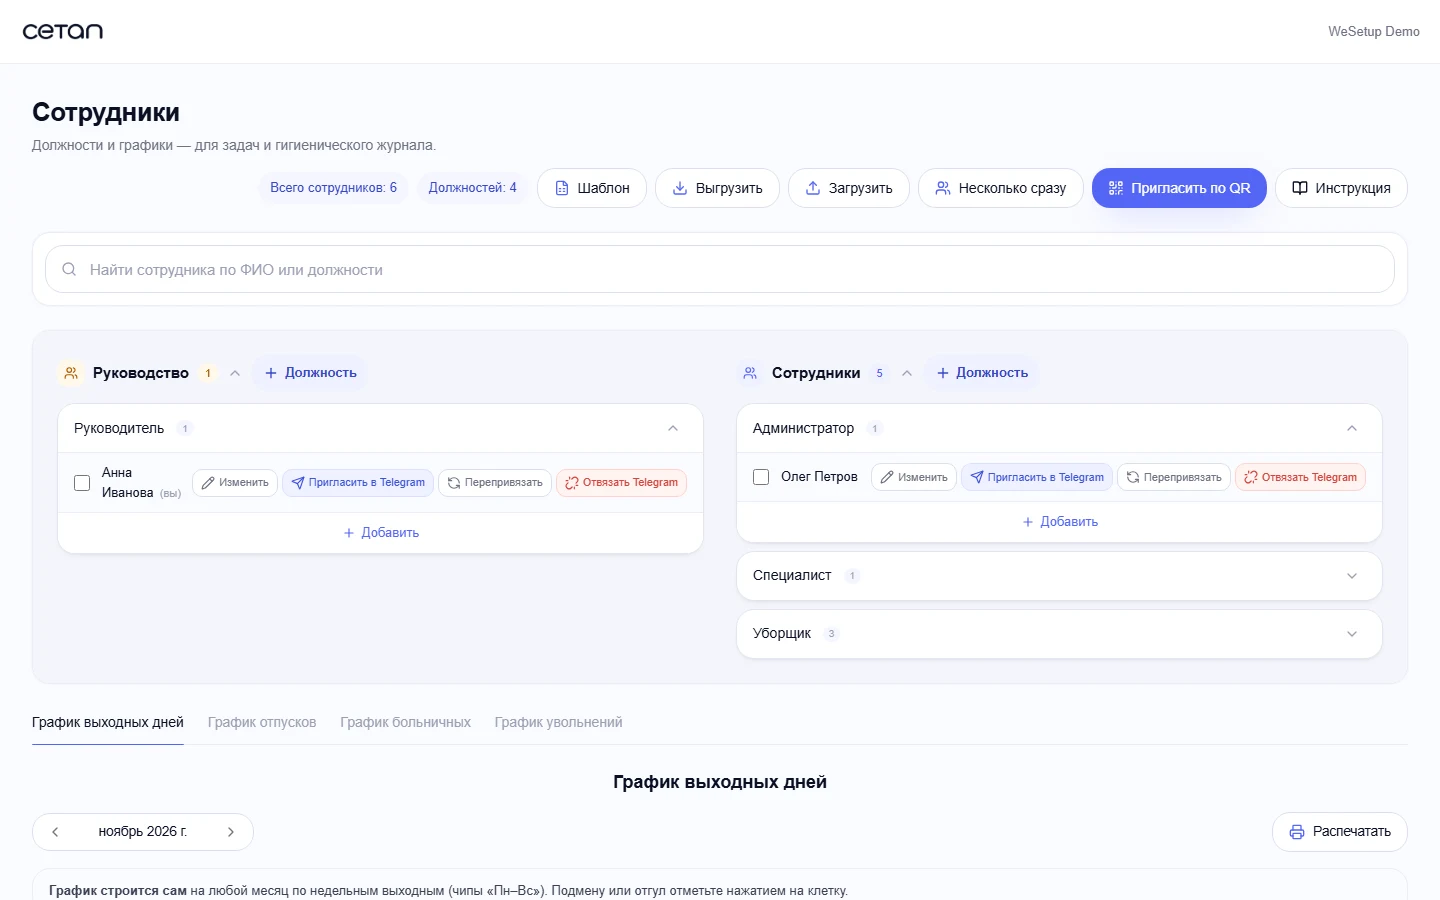 сетап
WeSetup Demo
Сотрудники
Должности и графики — для задач и гигиенического журнала.
Всего сотрудников: 6
Должностей: 4
Шаблон
Выгрузить
Загрузить
Несколько сразу
Пригласить по QR
Инструкция
Найти сотрудника по ФИО или должности
Руководство 1
+ Должность
Руководитель 1
Анна
Иванова (вы)
Изменить
Пригласить в Telegram
Перепривязать
Отвязать Telegram
+ Добавить
Сотрудники 5
+ Должность
Администратор 1
Олег Петров
Изменить
Пригласить в Telegram
Перепривязать
Отвязать Telegram
+ Добавить
Специалист 1
Уборщик 3
График выходных дней
График отпусков
График больничных
График увольнений
График выходных дней
ноябрь 2026 г.
Распечатать
График строится сам на любой месяц по недельным выходным (чипы «Пн–Вс»). Подмену или отгул отметьте нажатием на клетку.